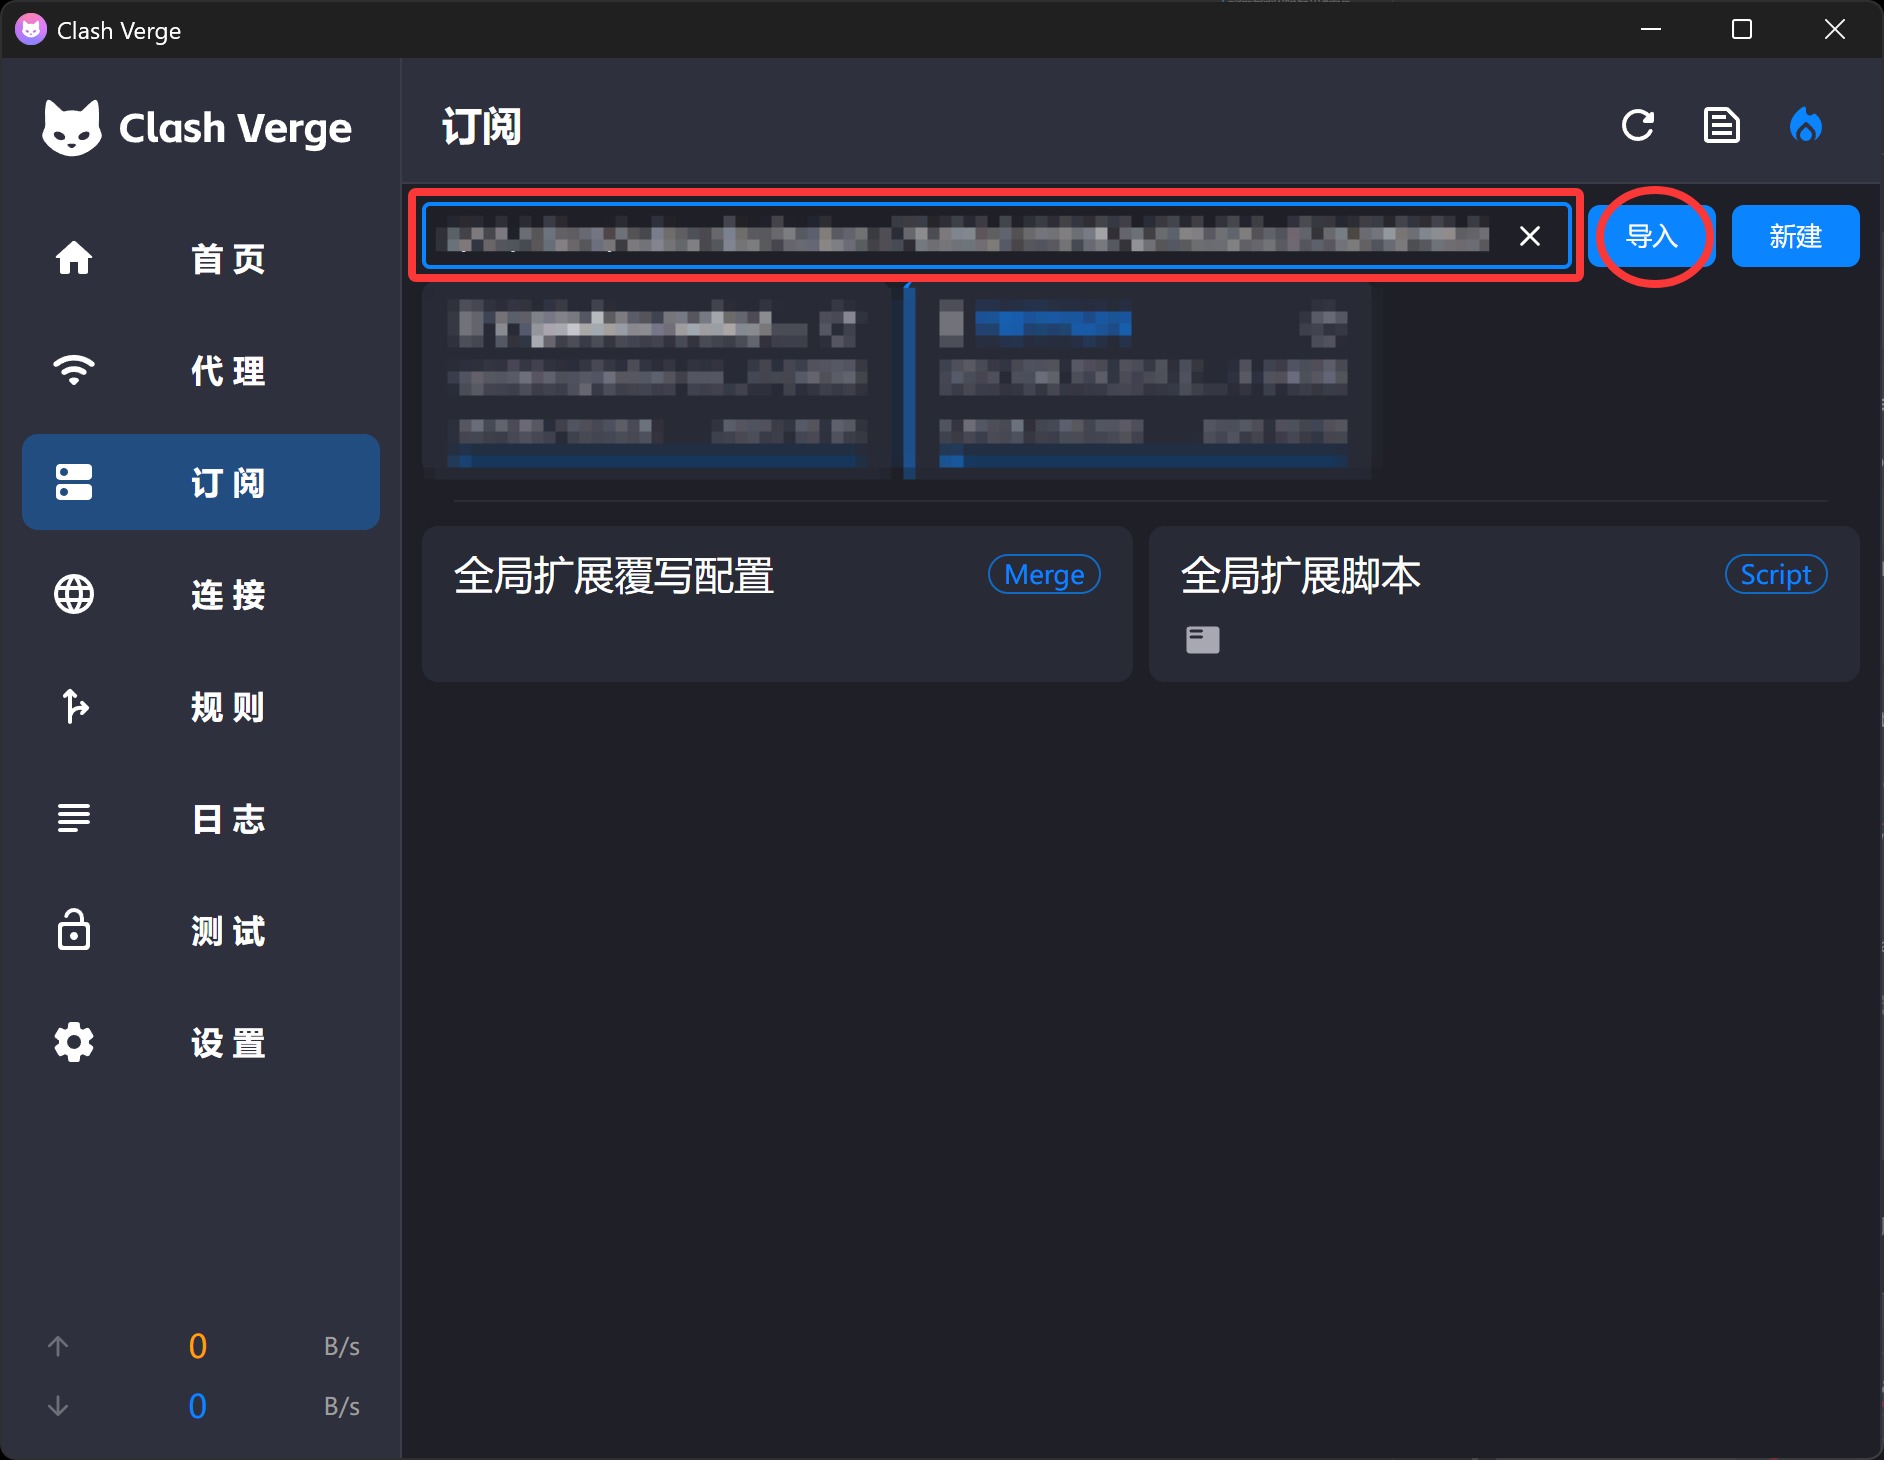 Clash Verge
Clash Verge
订阅
首 页
导入
新建
代 理
订 阅
全局扩展覆写配置
Merge
全局扩展脚本
Script
连 接
规 则
日 志
测 试
设 置
0 B/s
0 B/s